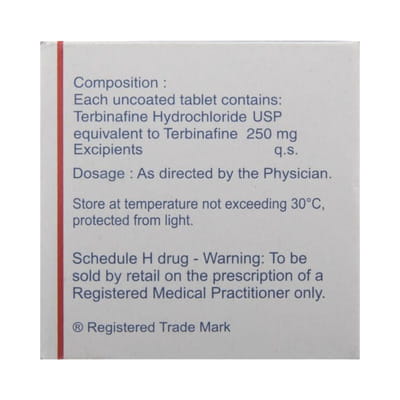 Composition :
Each uncoated tablet contains:
Terbinafine Hydrochloride USP
equivalent to Terbinafine 250 mg
Excipients q.s.
Dosage : As directed by the Physician.
Store at temperature not exceeding 30°C,
protected from light.
Schedule H drug - Warning: To be
sold by retail on the prescription of a
Registered Medical Practitioner only.
® Registered Trade Mark